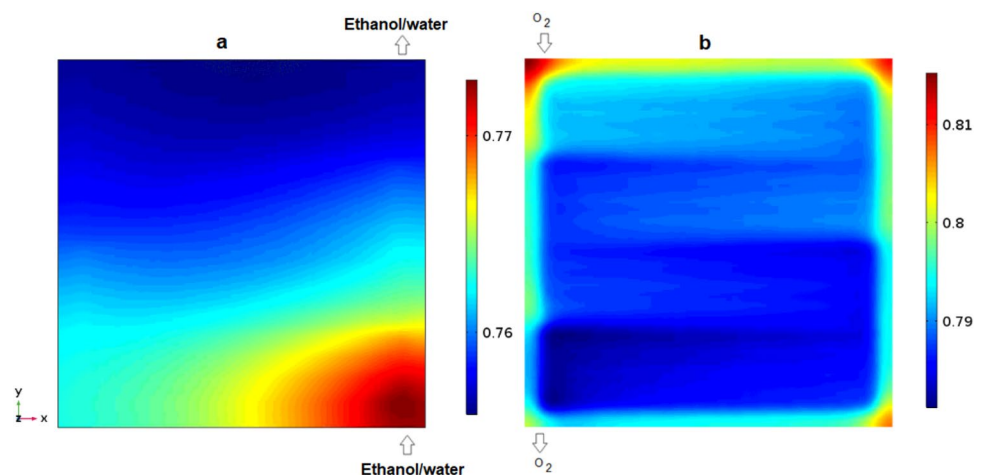 Ethanol/water
a
0.77
0.76
y
z
x
Ethanol/water
O2
b
0.81
0.8
0.79
O2